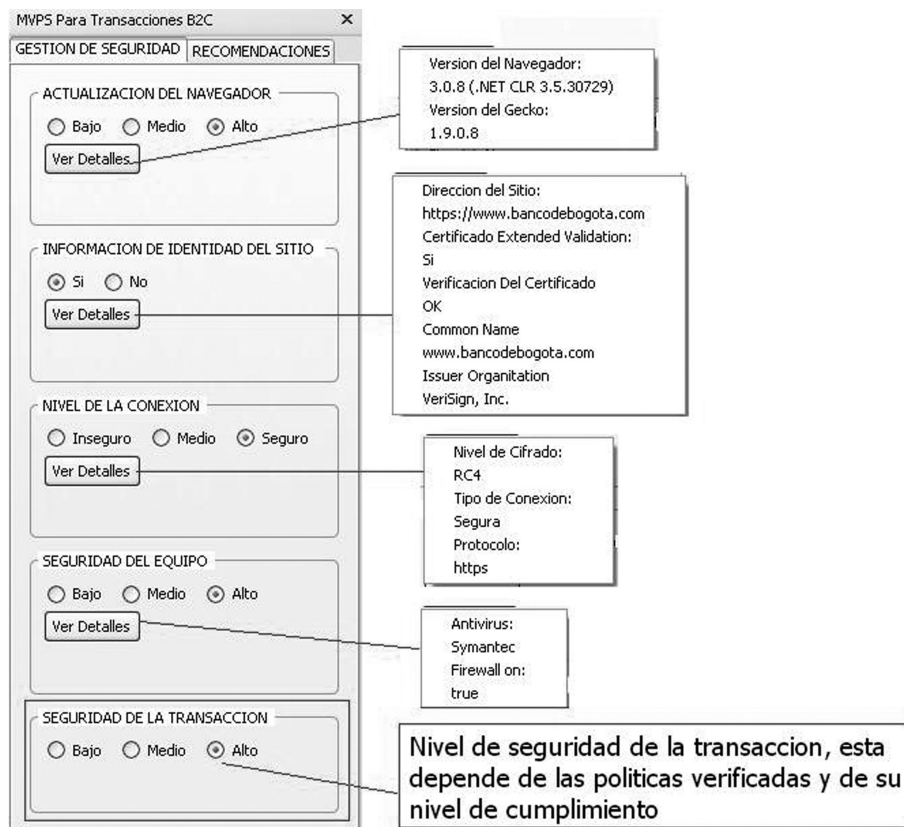 MVPS Para Transacciones B2C
GESTION DE SEGURIDAD
RECOMENDACIONES
ACTUALIZACION DEL NAVEGADOR
Bajo
Medio
Alto
Ver Detalles
Version del Navegador:
3.0.8 (.NET CLR 3.5.30729)
Version del Gecko:
1.9.0.8
INFORMACION DE IDENTIDAD DEL SITIO
Si
No
Ver Detalles
Direccion del Sitio:
https://www.bancodebogota.com
Certificado Extended Validation:
Si
Verificacion Del Certificado
OK
Common Name
www.bancodebogota.com
Issuer Organitation
VeriSign, Inc.
NIVEL DE LA CONEXION
Inseguro
Medio
Seguro
Ver Detalles
Nivel de Cifrado:
RC4
Tipo de Conexion:
Segura
Protocolo:
https
SEGURIDAD DEL EQUIPO
Bajo
Medio
Alto
Ver Detalles
Antivirus:
Symantec
Firewall on:
true
SEGURIDAD DE LA TRANSACCION
Bajo
Medio
Alto
Nivel de seguridad de la transaccion, esta
depende de las politicas verificadas y de su
nivel de cumplimiento